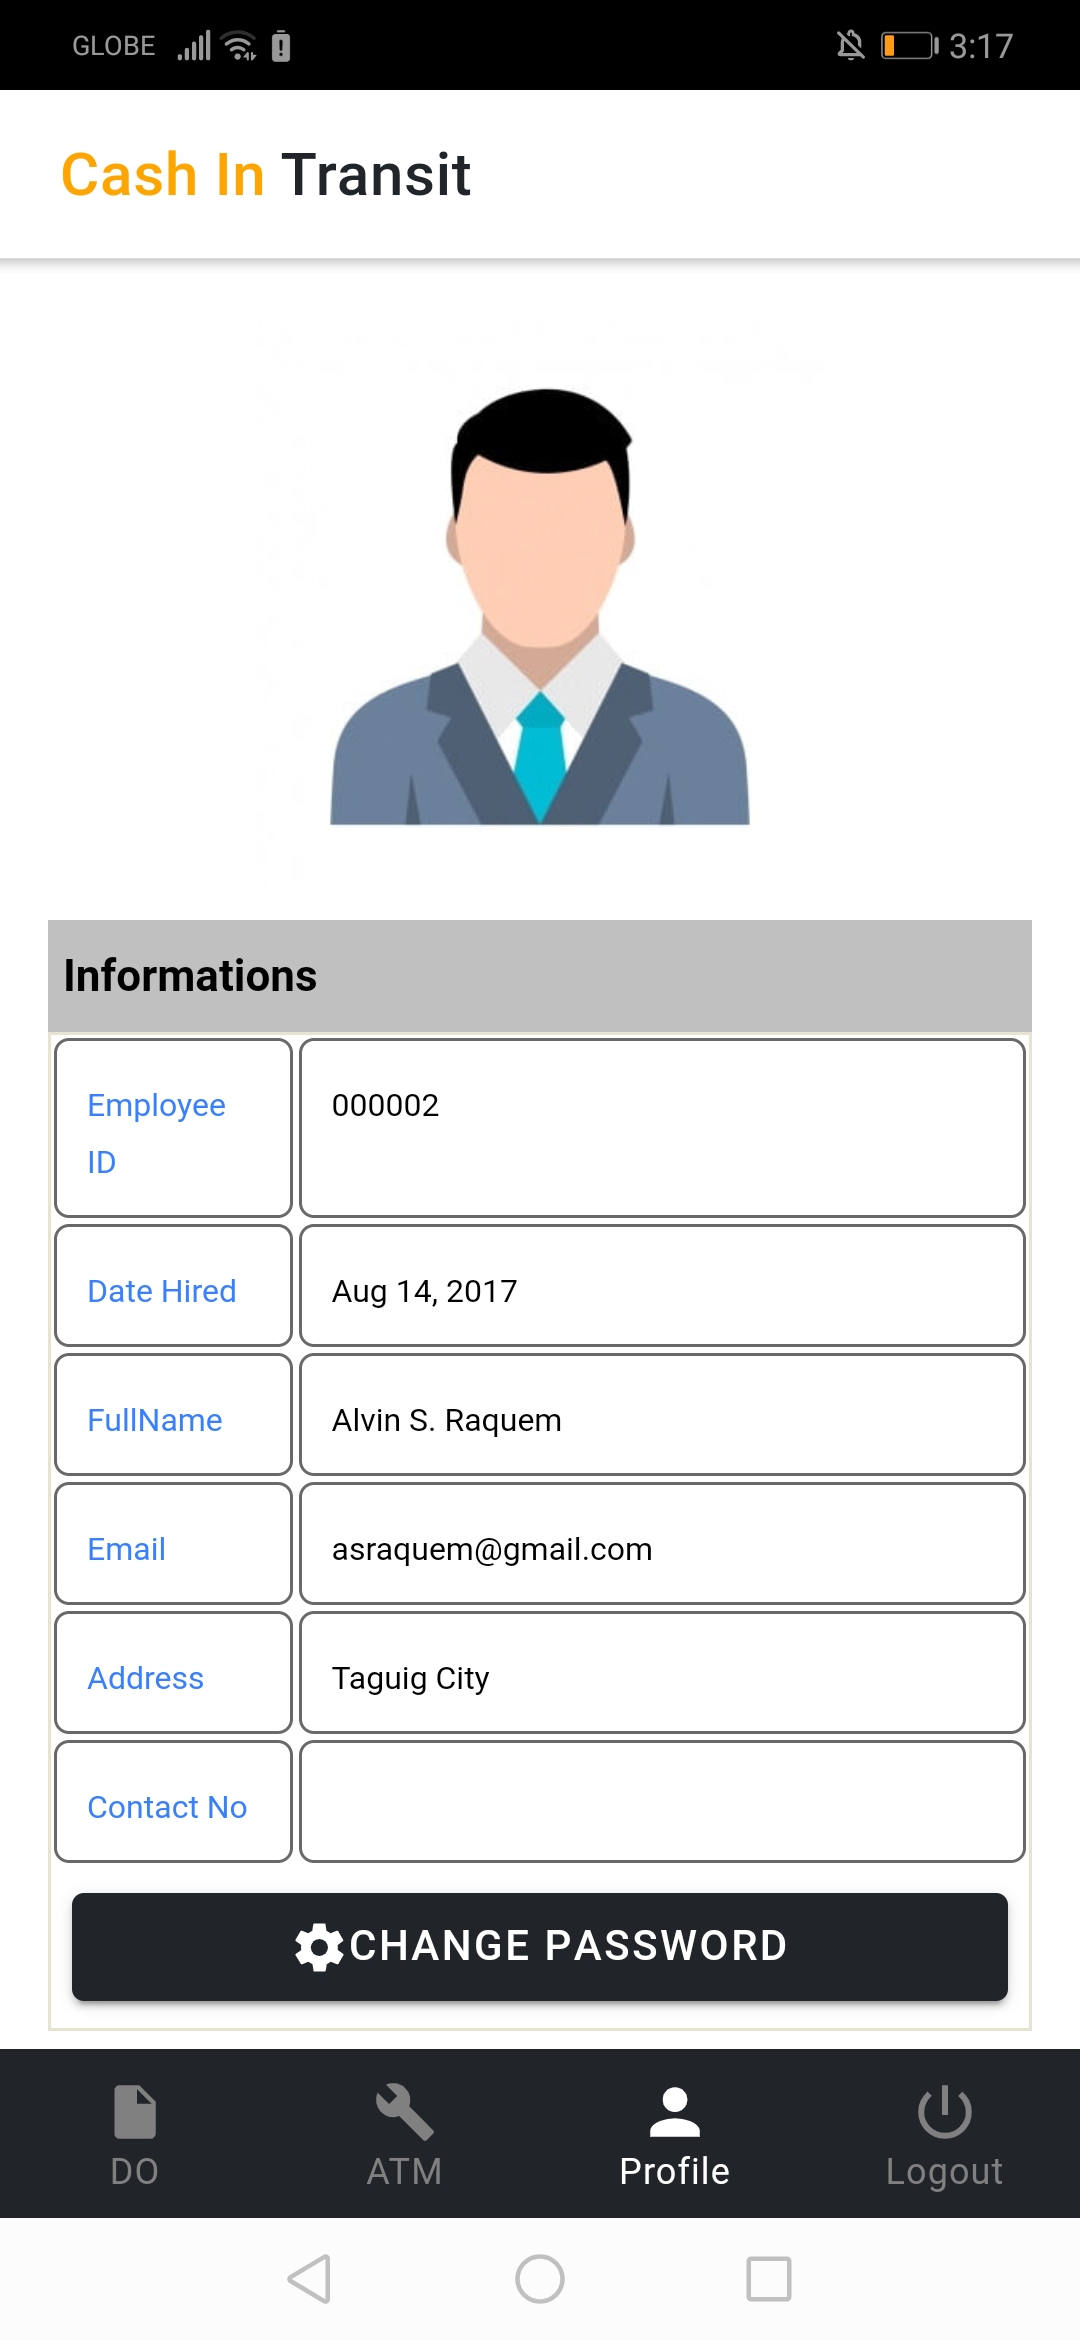 GLOBE 3:17
Cash In Transit
Informations
Employee ID 000002
Date Hired Aug 14, 2017
FullName Alvin S. Raquem
Email asraquem@gmail.com
Address Taguig City
Contact No
CHANGE PASSWORD
DO ATM Profile Logout